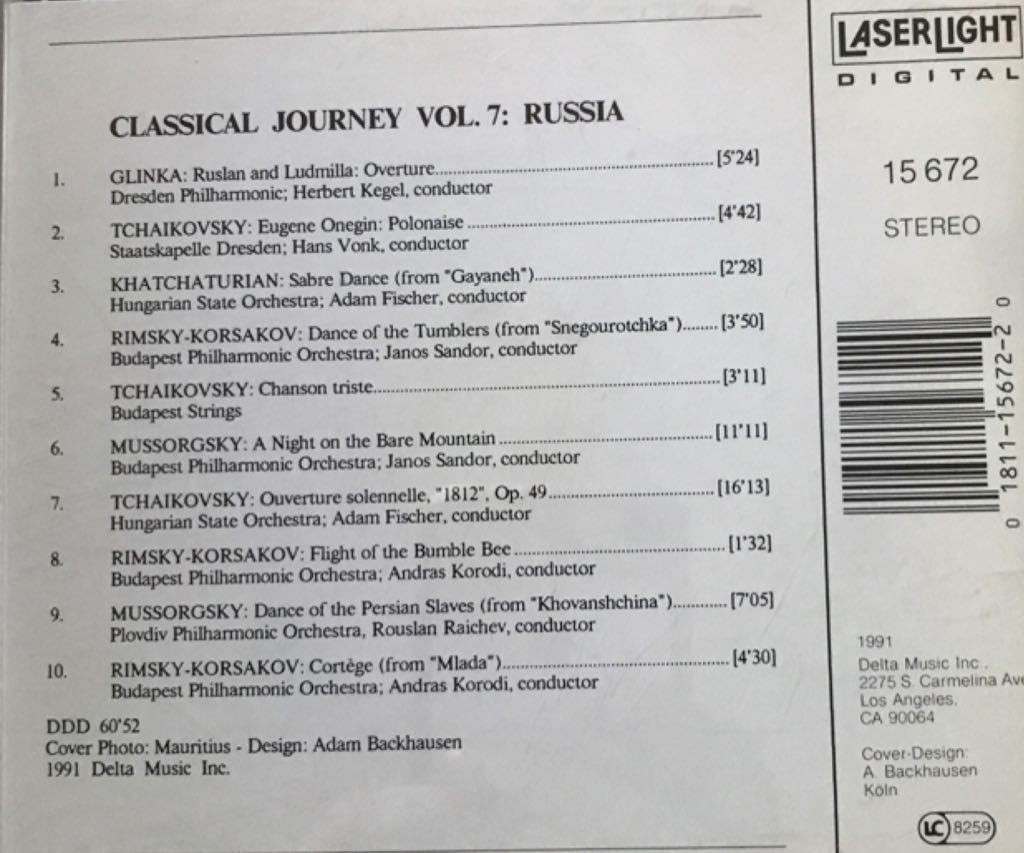 CLASSICAL JOURNEY VOL. 7: RUSSIA
1. GLINKA: Ruslan and Ludmilla: Overture [5'24]
Dresden Philharmonic; Herbert Kegel, conductor
2. TCHAIKOVSKY: Eugene Onegin: Polonaise [4'42]
Staatskapelle Dresden; Hans Vonk, conductor
3. KHATCHATURIAN: Sabre Dance (from "Gayaneh") [2'28]
Hungarian State Orchestra; Adam Fischer, conductor
4. RIMSKY-KORSAKOV: Dance of the Tumblers (from "Snegourotchka") [3'50]
Budapest Philharmonic Orchestra; Janos Sandor, conductor
5. TCHAIKOVSKY: Chanson triste [3'11]
Budapest Strings
6. MUSSORGSKY: A Night on the Bare Mountain [11'11]
Budapest Philharmonic Orchestra; Janos Sandor, conductor
7. TCHAIKOVSKY: Ouverture solennelle, "1812", Op. 49 [16'13]
Hungarian State Orchestra; Adam Fischer, conductor
8. RIMSKY-KORSAKOV: Flight of the Bumble Bee [1'32]
Budapest Philharmonic Orchestra; Andras Korodi, conductor
9. MUSSORGSKY: Dance of the Persian Slaves (from "Khovanshchina") [7'05]
Plovdiv Philharmonic Orchestra, Rouslan Raichev, conductor
10. RIMSKY-KORSAKOV: Cortège (from "Mlada") [4'30]
Budapest Philharmonic Orchestra; Andras Korodi, conductor
DDD 60'52
Cover Photo: Mauritius - Design: Adam Backhausen
1991 Delta Music Inc.
LASERLIGHT
DIGITAL
15 672
STEREO
0 18111-15672-2 0
1991
Delta Music Inc.
2275 S. Carmelina Ave
Los Angeles,
CA 90064
Cover-Design:
A. Backhausen
Köln
LC 8259